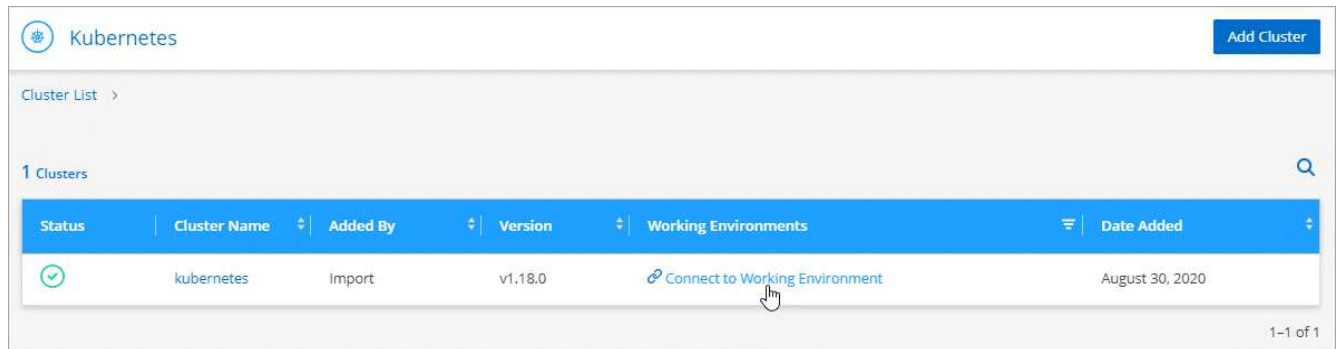 Kubernetes
Add Cluster
Cluster List >
1 Clusters
Status Cluster Name Added By Version Working Environments Date Added
kubernetes Import v1.18.0 Connect to Working Environment August 30, 2020
1–1 of 1